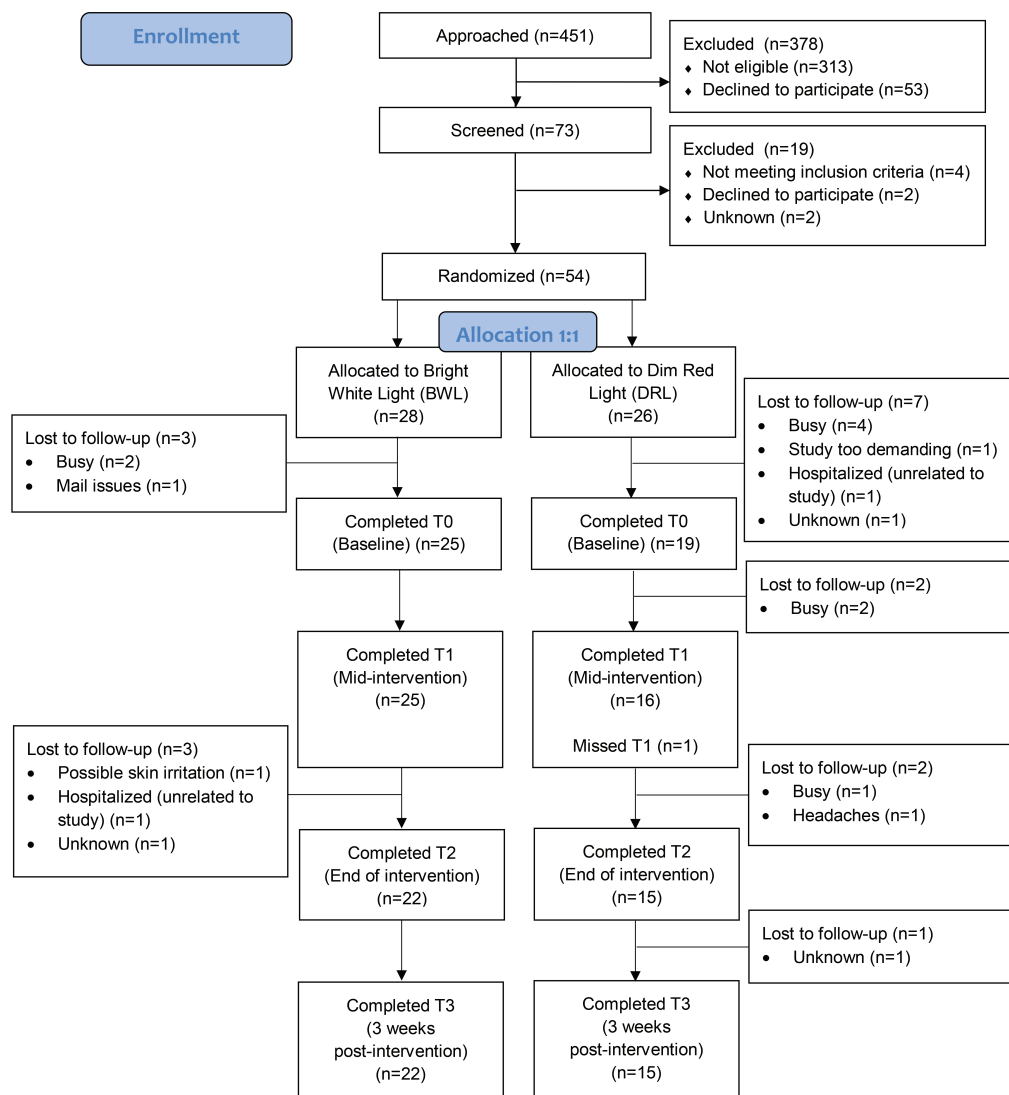 Enrollment
Approached (n=451)
Excluded (n=378)
♦ Not eligible (n=313)
♦ Declined to participate (n=53)
Screened (n=73)
Excluded (n=19)
♦ Not meeting inclusion criteria (n=4)
♦ Declined to participate (n=2)
♦ Unknown (n=2)
Randomized (n=54)
Allocation 1:1
Allocated to Bright
White Light (BWL)
(n=28)
Allocated to Dim Red
Light (DRL)
(n=26)
Lost to follow-up (n=3)
• Busy (n=2)
• Mail issues (n=1)
Lost to follow-up (n=7)
• Busy (n=4)
• Study too demanding (n=1)
• Hospitalized (unrelated to
study) (n=1)
• Unknown (n=1)
Completed T0
(Baseline) (n=25)
Completed T0
(Baseline) (n=19)
Lost to follow-up (n=2)
• Busy (n=2)
Completed T1
(Mid-intervention)
(n=25)
Completed T1
(Mid-intervention)
(n=16)
Missed T1 (n=1)
Lost to follow-up (n=3)
• Possible skin irritation (n=1)
• Hospitalized (unrelated to
study) (n=1)
• Unknown (n=1)
Lost to follow-up (n=2)
• Busy (n=1)
• Headaches (n=1)
Completed T2
(End of intervention)
(n=22)
Completed T2
(End of intervention)
(n=15)
Lost to follow-up (n=1)
• Unknown (n=1)
Completed T3
(3 weeks
post-intervention)
(n=22)
Completed T3
(3 weeks
post-intervention)
(n=15)